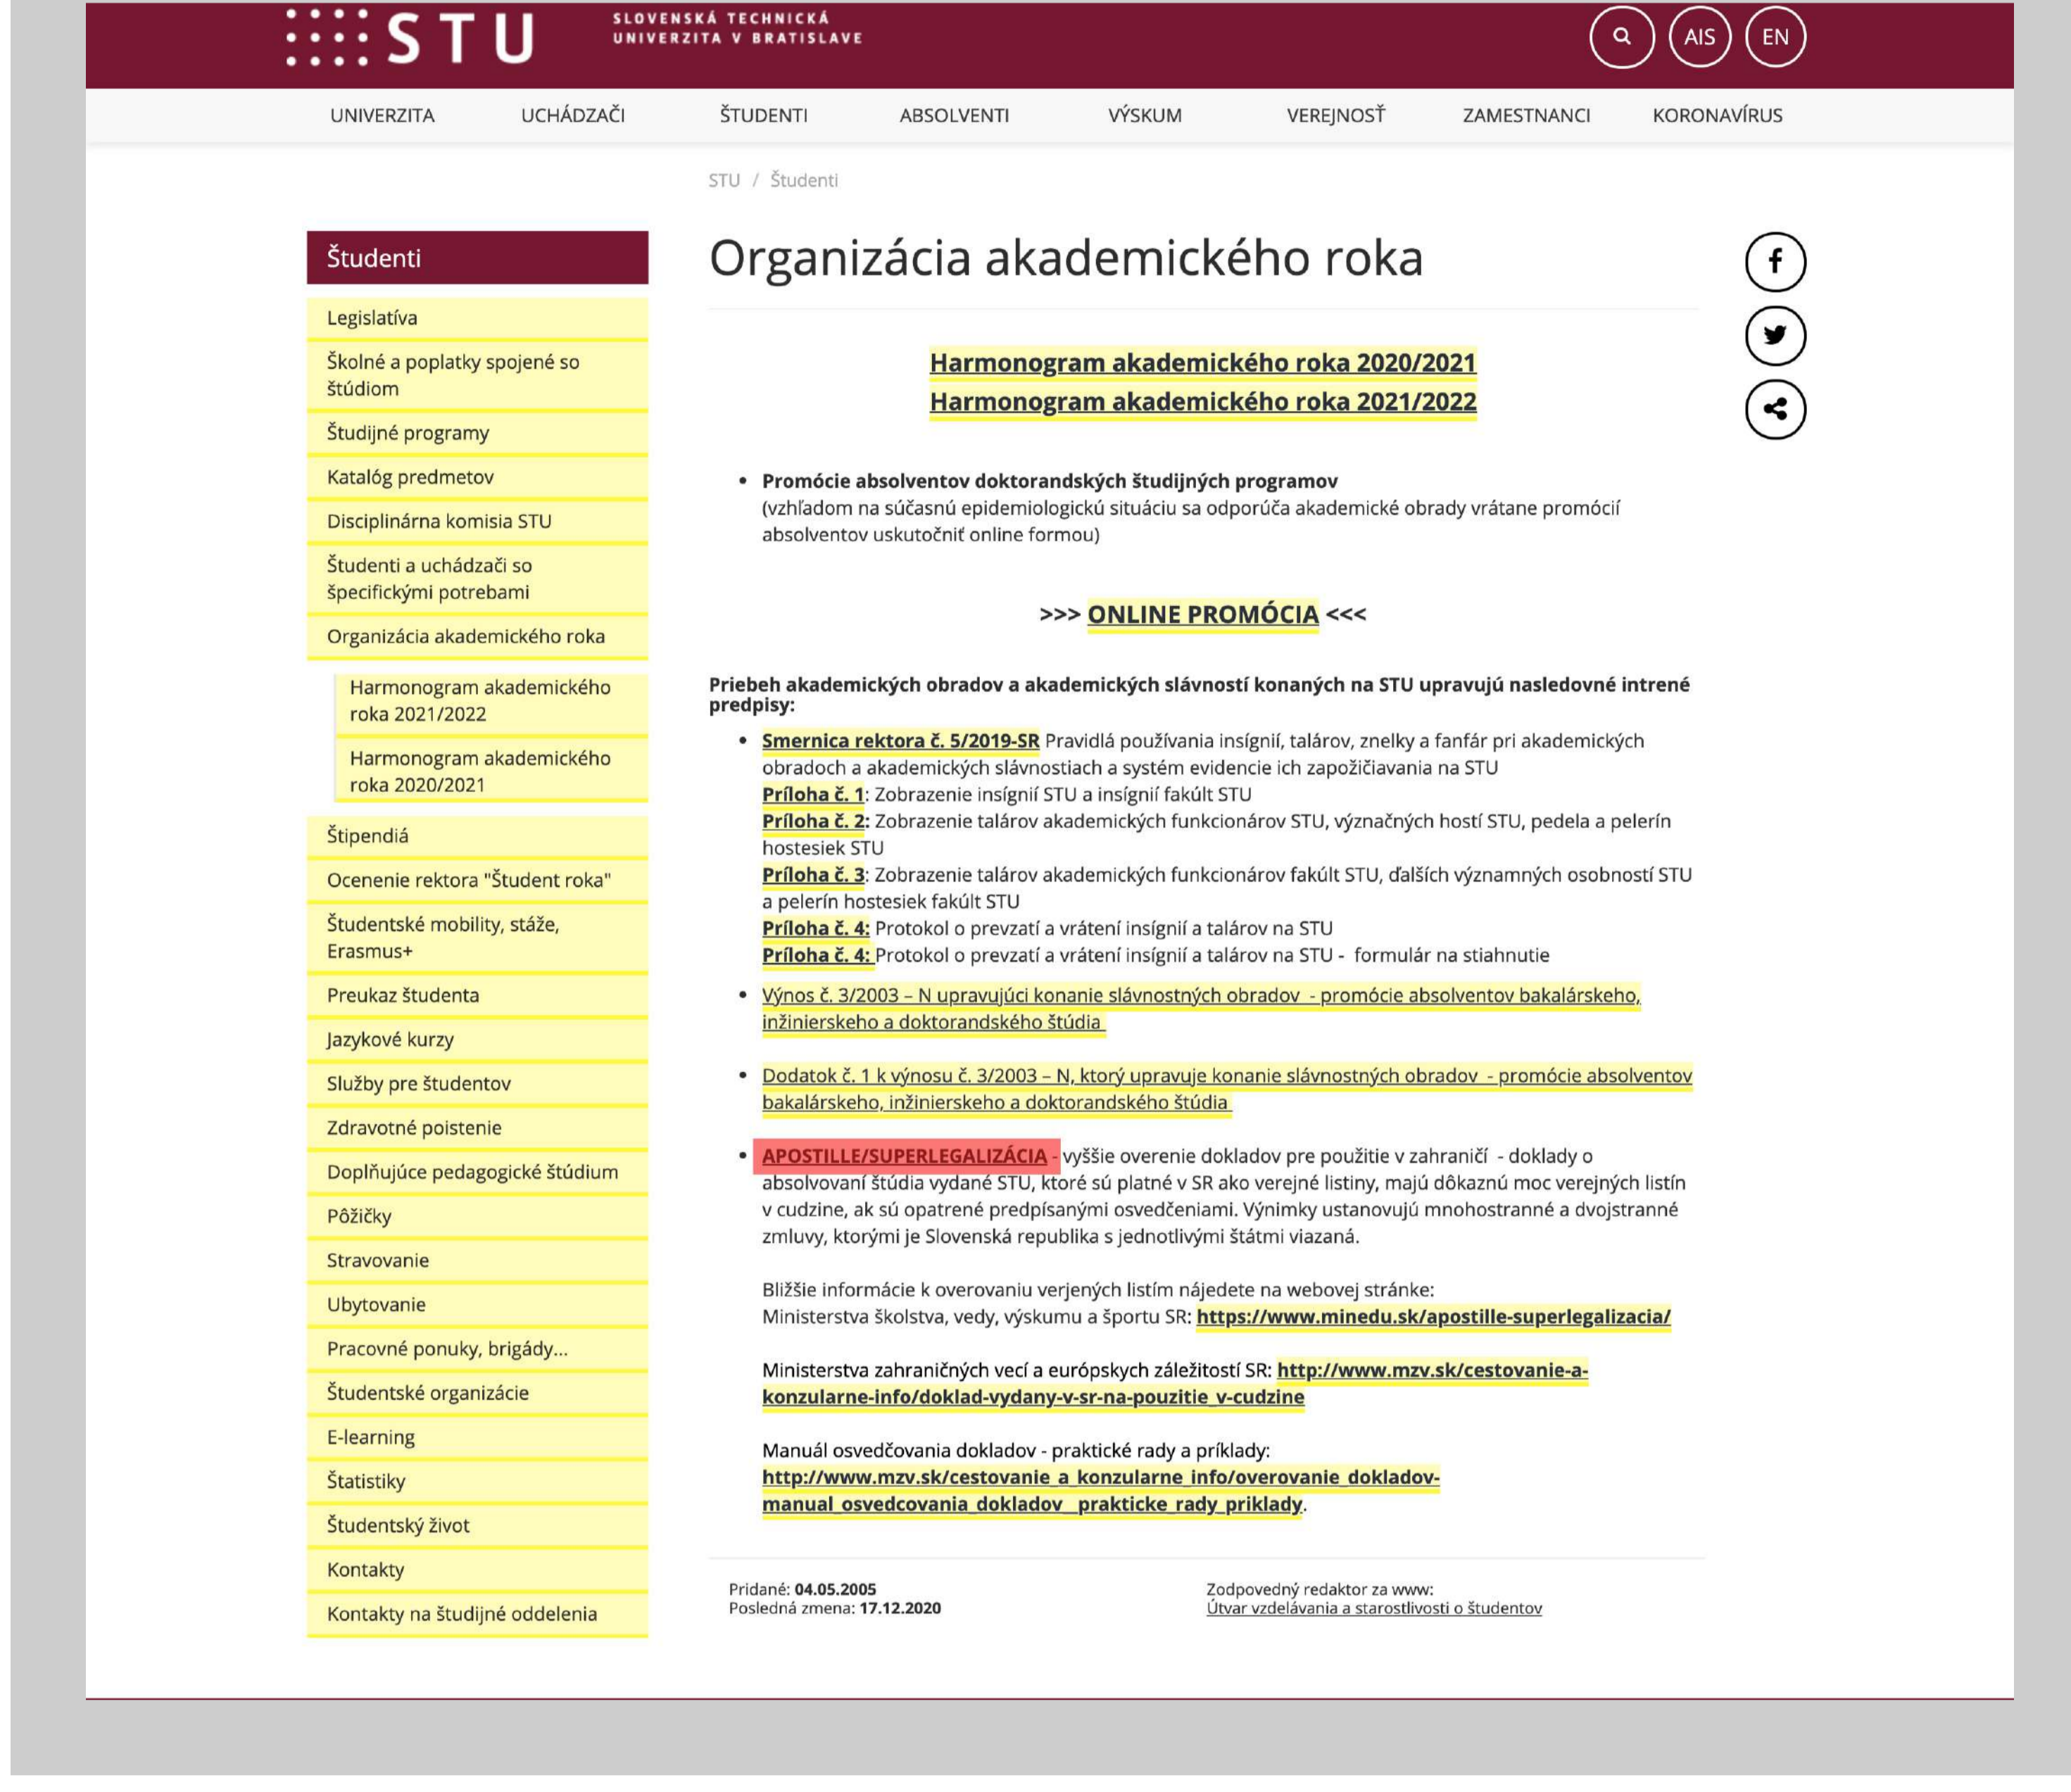 STU SLOVENSKÁ TECHNICKÁ
UNIVERZITA V BRATISLAVE
AIS EN
UNIVERZITA UCHÁDZAČI ŠTUDENTI ABSOLVENTI VÝSKUM VEREJNOSŤ ZAMESTNANCI KORONAVÍRUS
STU / Študenti
Študenti
Legislatíva
Školné a poplatky spojené so
štúdiom
Študijné programy
Katalóg predmetov
Disciplinárna komisia STU
Študenti a uchádzači so
špecifickými potrebami
Organizácia akademického roka
Harmonogram akademického
roka 2021/2022
Harmonogram akademického
roka 2020/2021
Štipendiá
Ocenenie rektora "Študent roka"
Študentské mobility, stáže,
Erasmus+
Preukaz študenta
Jazykové kurzy
Služby pre študentov
Zdravotné poistenie
Doplňujúce pedagogické štúdium
Pôžičky
Stravovanie
Ubytovanie
Pracovné ponuky, brigády...
Študentské organizácie
E-learning
Štatistiky
Študentský život
Kontakty
Kontakty na študijné oddelenia
Organizácia akademického roka
Harmonogram akademického roka 2020/2021
Harmonogram akademického roka 2021/2022
• Promócie absolventov doktorandských študijných programov
(vzhľadom na súčasnú epidemiologickú situáciu sa odporúča akademické obrady vrátane promócií
absolventov uskutočniť online formou)
>>> ONLINE PROMÓCIA <<<
Priebeh akademických obradov a akademických slávností konaných na STU upravujú nasledovné intrené
predpisy:
• Smernica rektora č. 5/2019-SR Pravidlá používania insígnií, talárov, znelky a fanfár pri akademických
obradoch a akademických slávnostiach a systém evidencie ich zapožičiavania na STU
Príloha č. 1: Zobrazenie insígnií STU a insígnií fakúlt STU
Príloha č. 2: Zobrazenie talárov akademických funkcionárov STU, význačných hostí STU, pedela a pelerín
hostesiek STU
Príloha č. 3: Zobrazenie talárov akademických funkcionárov fakúlt STU, ďalších významných osobností STU
a pelerín hostesiek fakúlt STU
Príloha č. 4: Protokol o prevzatí a vrátení insígnií a talárov na STU
Príloha č. 4: Protokol o prevzatí a vrátení insígnií a talárov na STU - formulár na stiahnutie
• Výnos č. 3/2003 – N upravujúci konanie slávnostných obradov - promócie absolventov bakalárskeho,
inžinierskeho a doktorandského štúdia
• Dodatok č. 1 k výnosu č. 3/2003 – N, ktorý upravuje konanie slávnostných obradov - promócie absolventov
bakalárskeho, inžinierskeho a doktorandského štúdia
• APOSTILLE/SUPERLEGALIZÁCIA - vyššie overenie dokladov pre použitie v zahraničí - doklady o
absolvovaní štúdia vydané STU, ktoré sú platné v SR ako verejné listiny, majú dôkaznú moc verejných listín
v cudzine, ak sú opatrené predpísanými osvedčeniami. Výnimky ustanovujú mnohostranné a dvojstranné
zmluvy, ktorými je Slovenská republika s jednotlivými štátmi viazaná.
Bližšie informácie k overovaniu verjených listím nájedete na webovej stránke:
Ministerstva školstva, vedy, výskumu a športu SR: https://www.minedu.sk/apostille-superlegalizacia/
Ministerstva zahraničných vecí a európskych záležitostí SR: http://www.mzv.sk/cestovanie-a-
konzularne-info/doklad-vydany-v-sr-na-pouzitie_v-cudzine
Manuál osvedčovania dokladov - praktické rady a príklady:
http://www.mzv.sk/cestovanie_a_konzularne_info/overovanie_dokladov-
manual_osvedcovania_dokladov__prakticke_rady_priklady.
Pridané: 04.05.2005
Posledná zmena: 17.12.2020
Zodpovedný redaktor za www:
Útvar vzdelávania a starostlivosti o študentov